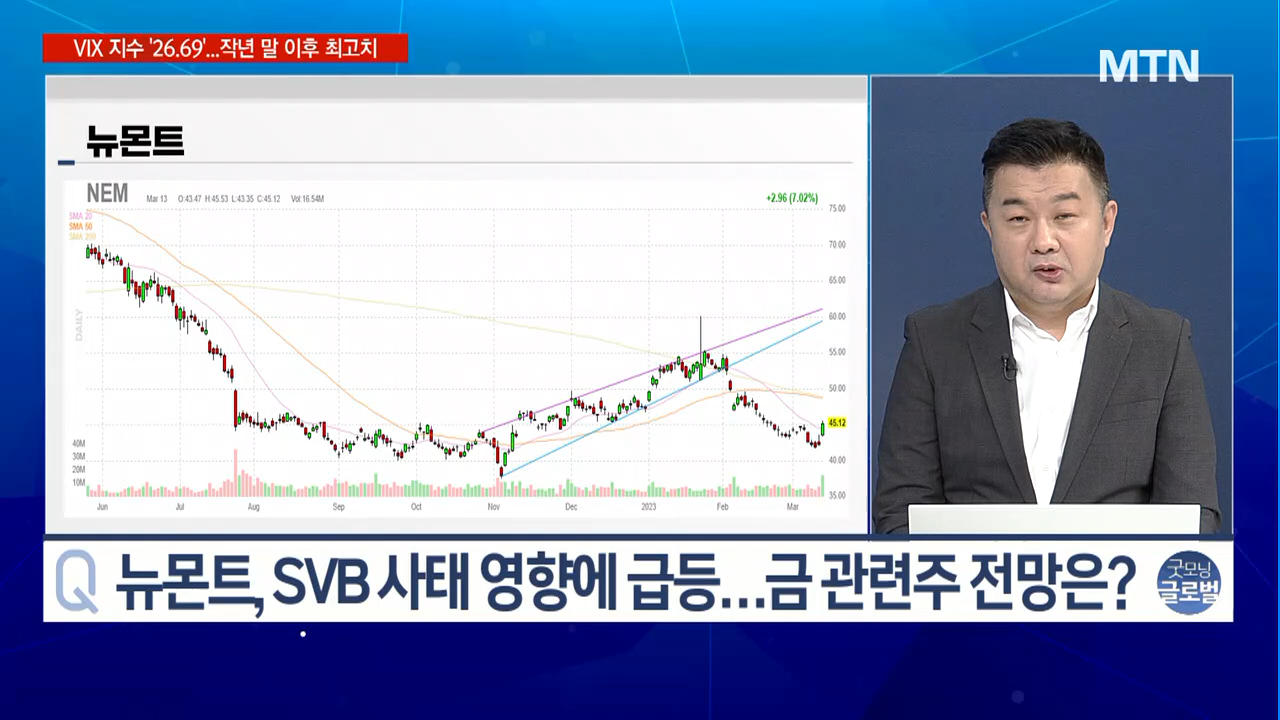 VIX 지수 '26.69'...작년 말 이후 최고치
MTN
뉴몬트
NEM Mar 13 O:43.47 H:45.53 L:43.35 C:45.12 Vol:16.54M +2.96 (7.02%)
SMA 20
SMA 50
SMA 200
DAILY
75.00
70.00
65.00
60.00
55.00
50.00
45.12
40.00
35.00
40M
30M
20M
10M
Jun Jul Aug Sep Oct Nov Dec 2023 Feb Mar
Q 뉴몬트, SVB 사태 영향에 급등...금 관련주 전망은?
굿모닝
글로벌